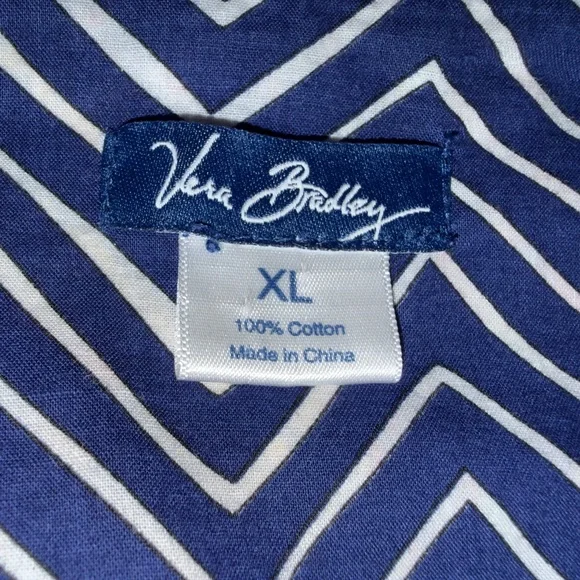 Vera Bradley
XL
100% Cotton
Made in China